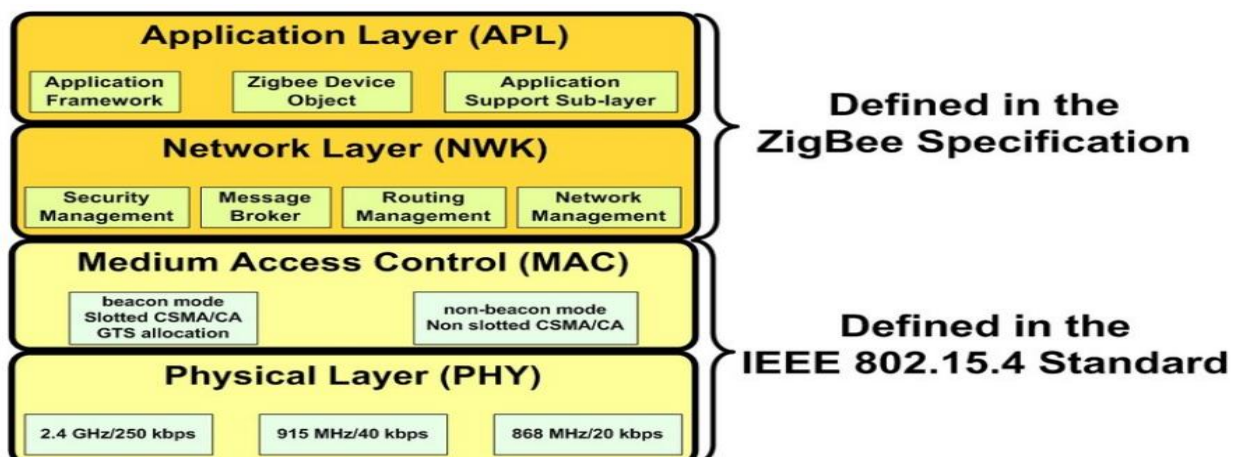 Application Layer (APL)
Application
Framework
Zigbee Device
Object
Application
Support Sub-layer
Defined in the
ZigBee Specification
Network Layer (NWK)
Security
Management
Message
Broker
Routing
Management
Network
Management
Medium Access Control (MAC)
beacon mode
Slotted CSMA/CA
GTS allocation
non-beacon mode
Non slotted CSMA/CA
Defined in the
IEEE 802.15.4 Standard
Physical Layer (PHY)
2.4 GHz/250 kbps
915 MHz/40 kbps
868 MHz/20 kbps